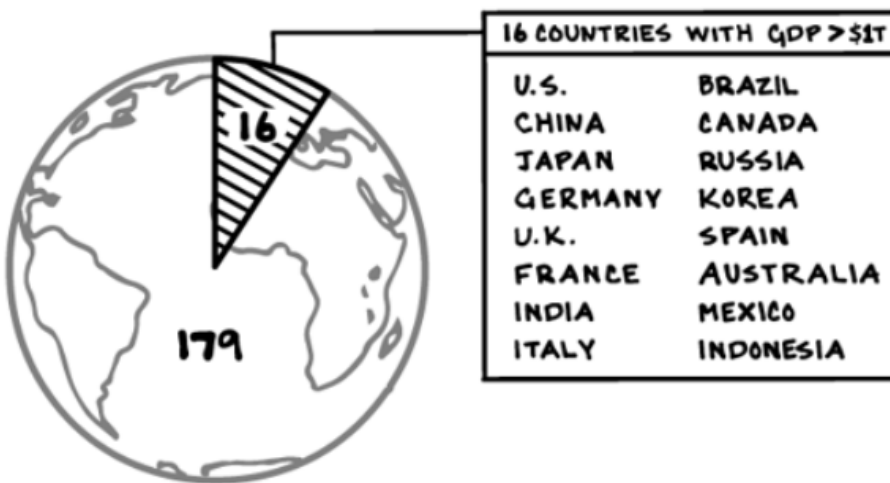 16 COUNTRIES WITH GDP > $1T
U.S. BRAZIL
CHINA CANADA
JAPAN RUSSIA
GERMANY KOREA
U.K. SPAIN
FRANCE AUSTRALIA
INDIA MEXICO
ITALY INDONESIA
16
179